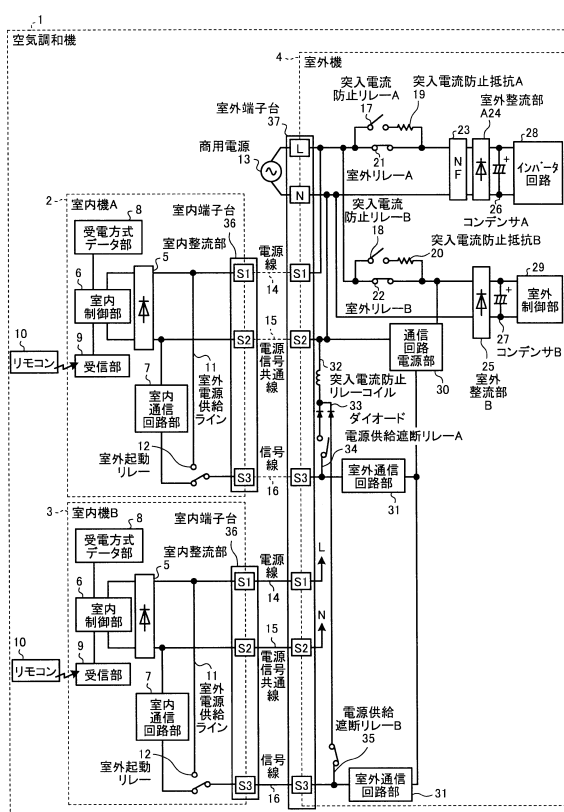 1
空気調和機
4
室外機
突入電流
防止リレーA
突入電流防止抵抗A
17
19
室外端子台
37
室外整流部
A24
23
28
商用電源
13
L
N
21
室外リレーA
NF
インバータ
回路
26
コンデンサA
突入電流
防止リレーB
18
突入電流防止抵抗B
20
22
室外リレーB
29
室外
制御部
27
コンデンサB
25
室外
整流部
B
通信
回路
電源部
30
2
室内機A
8
受電方式
データ部
室内端子台
36
5
室内整流部
6
室内
制御部
10
リモコン
9
受信部
S1
電源
線
14
S1
S2
15
電源
信号
共通線
S2
7
室内
通信
回路部
11
室外
電源
供給
ライン
12
室外起動
リレー
S3
信号
線
16
S3
32
突入電流防止
リレーコイル
33
ダイオード
電源供給遮断リレーA
34
室外通信
回路部
31
3
室内機B
8
受電方式
データ部
室内端子台
36
5
室内整流部
6
室内
制御部
10
リモコン
9
受信部
S1
電源
線
14
S1
L
S2
15
電源
信号
共通線
S2
N
7
室内
通信
回路部
11
室外
電源
供給
ライン
12
室外起動
リレー
S3
信号
線
16
S3
電源供給
遮断リレーB
35
室外通信
回路部
31